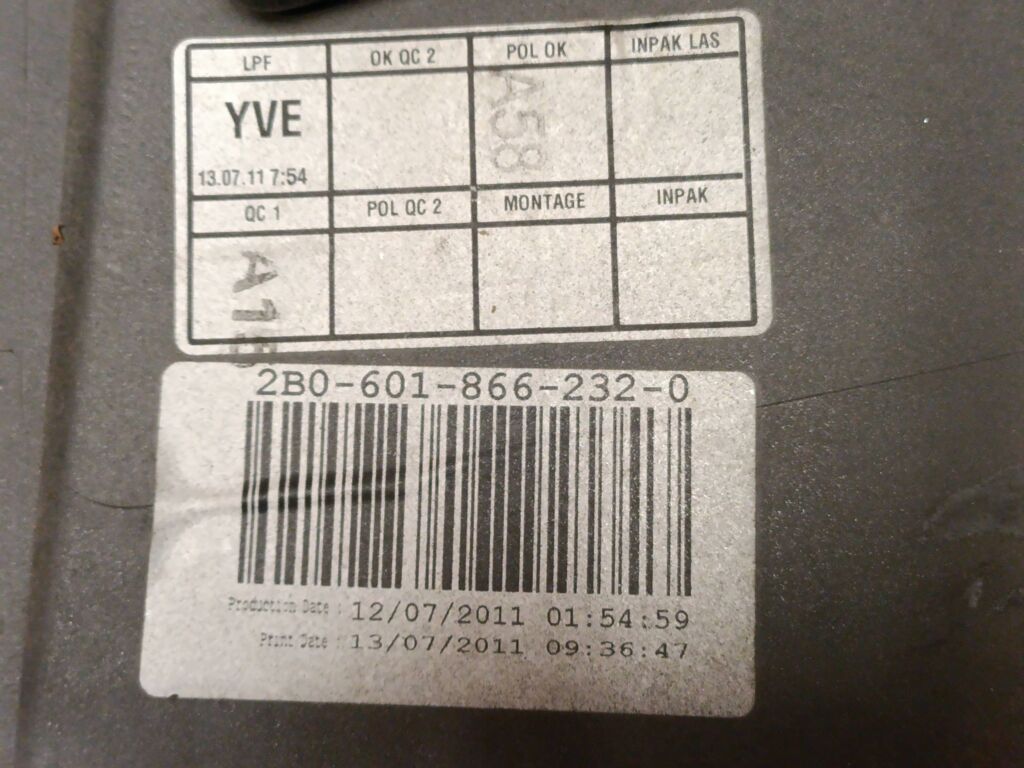 LPF OK QC 2 POL OK INPAK LAS
YVE
A58
13.07.11 7:54
QC 1 POL QC 2 MONTAGE INPAK
2B0-601-866-232-0
Production Date : 12/07/2011 01:54:59
Print Date : 13/07/2011 09:36:47